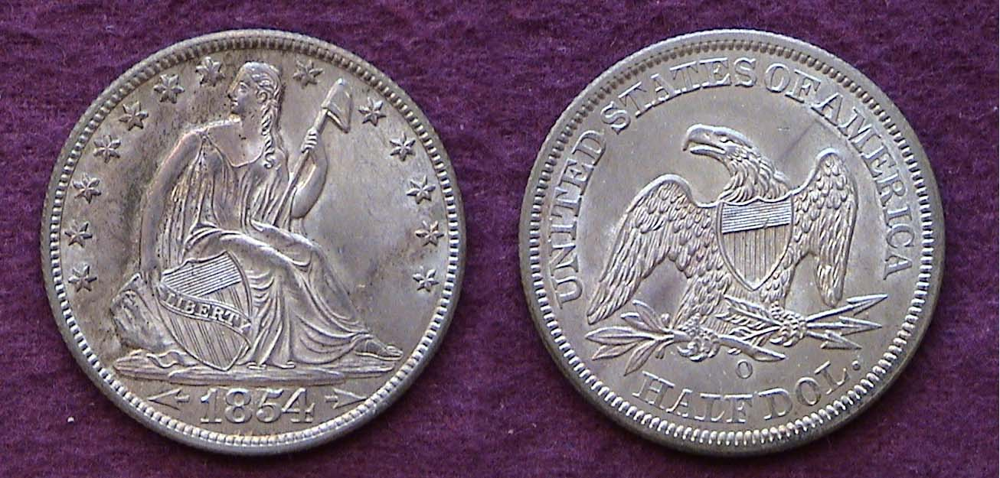 LIBERTY
1854
UNITED STATES OF AMERICA
O
HALF DOL.